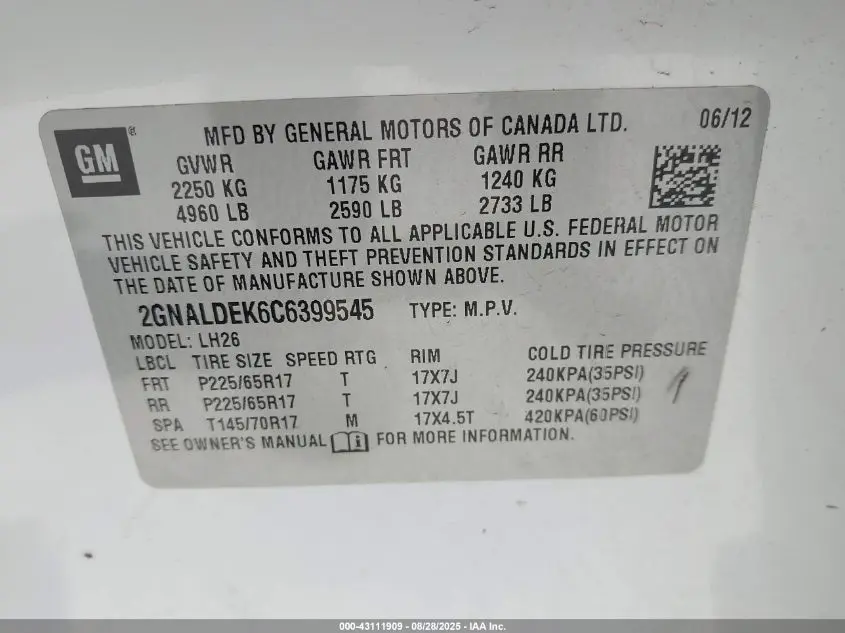 GM
®
MFD BY GENERAL MOTORS OF CANADA LTD. 06/12
GVWR GAWR FRT GAWR RR
2250 KG 1175 KG 1240 KG
4960 LB 2590 LB 2733 LB
THIS VEHICLE CONFORMS TO ALL APPLICABLE U.S. FEDERAL MOTOR
VEHICLE SAFETY AND THEFT PREVENTION STANDARDS IN EFFECT ON
THE DATE OF MANUFACTURE SHOWN ABOVE.
2GNALDEK6C6399545 TYPE: M.P.V.
MODEL: LH26
LBCL TIRE SIZE SPEED RTG RIM COLD TIRE PRESSURE
FRT P225/65R17 T 17X7J 240KPA(35PSI)
RR P225/65R17 T 17X7J 240KPA(35PSI)
SPA T145/70R17 M 17X4.5T 420KPA(60PSI)
SEE OWNER'S MANUAL i FOR MORE INFORMATION.
000-43111909 - 08/28/2025 - IAA Inc.